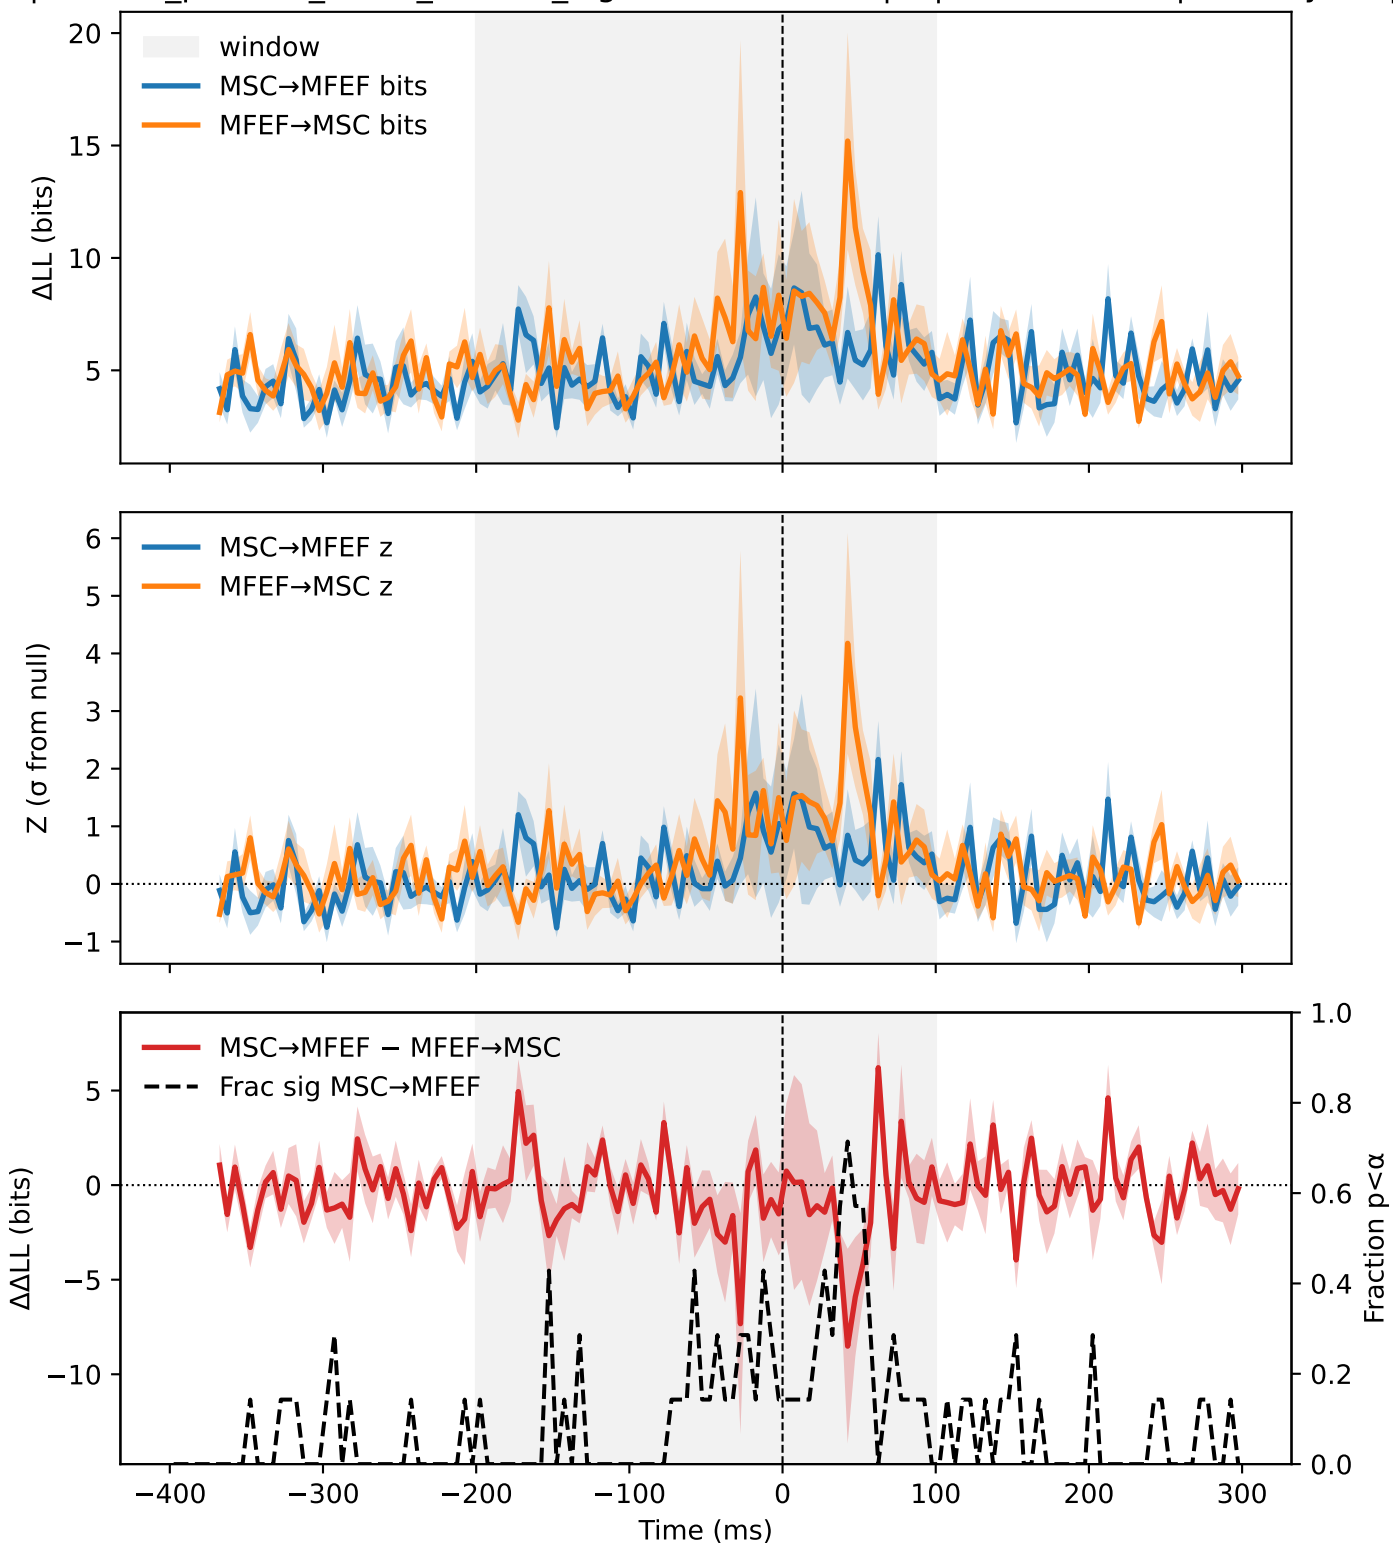 20
15
10
5
ΔLL (bits)
window
MSC→MFEF bits
MFEF→MSC bits
6
5
4
3
2
1
0
−1
Z (σ from null)
MSC→MFEF z
MFEF→MSC z
5
0
−5
−10
ΔΔLL (bits)
MSC→MFEF − MFEF→MSC
Frac sig MSC→MFEF
1.0
0.8
0.6
0.4
0.2
0.0
Fraction p<α
−400 −300 −200 −100 0 100 200 300
Time (ms)